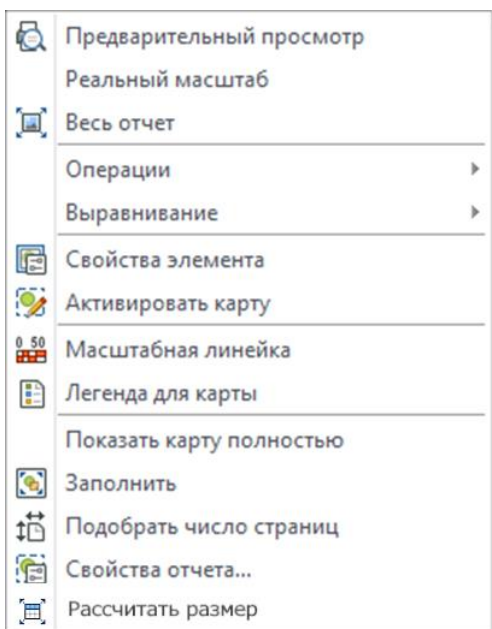 Предварительный просмотр
Реальный масштаб
Весь отчет
Операции
Выравнивание
Свойства элемента
Активировать карту
0 50
Масштабная линейка
Легенда для карты
Показать карту полностью
Заполнить
Подобрать число страниц
Свойства отчета...
Рассчитать размер